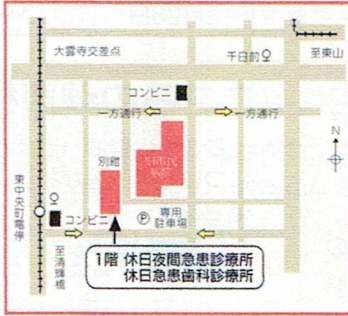 大雲寺交差点
千日前
至東山
コンビニ
一方通行
一方通行
別館
N
東中央町電停
コンビニ
P
専用
駐車場
至清輝橋
1階 休日夜間急患診療所
休日急患歯科診療所